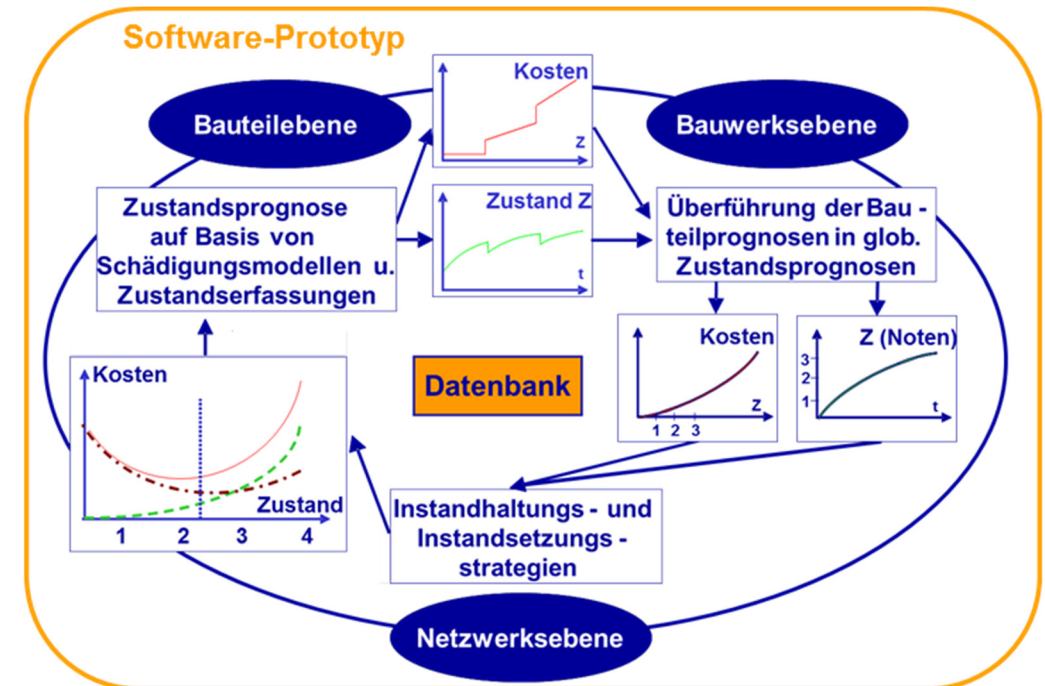 Software-Prototyp
Bauteilebene
Kosten
Z
Bauwerksebene
Zustandsprognose
auf Basis von
Schädigungsmodellen u.
Zustandserfassungen
Zustand Z
t
Überführung der Bau -
teilprognosen in glob.
Zustandsprognosen
Kosten
Z
1 2 3
Z (Noten)
3
2
1
t
Kosten
Zustand
1 2 3 4
Datenbank
Instandhaltungs - und
Instandsetzungs -
strategien
Netzwerksebene